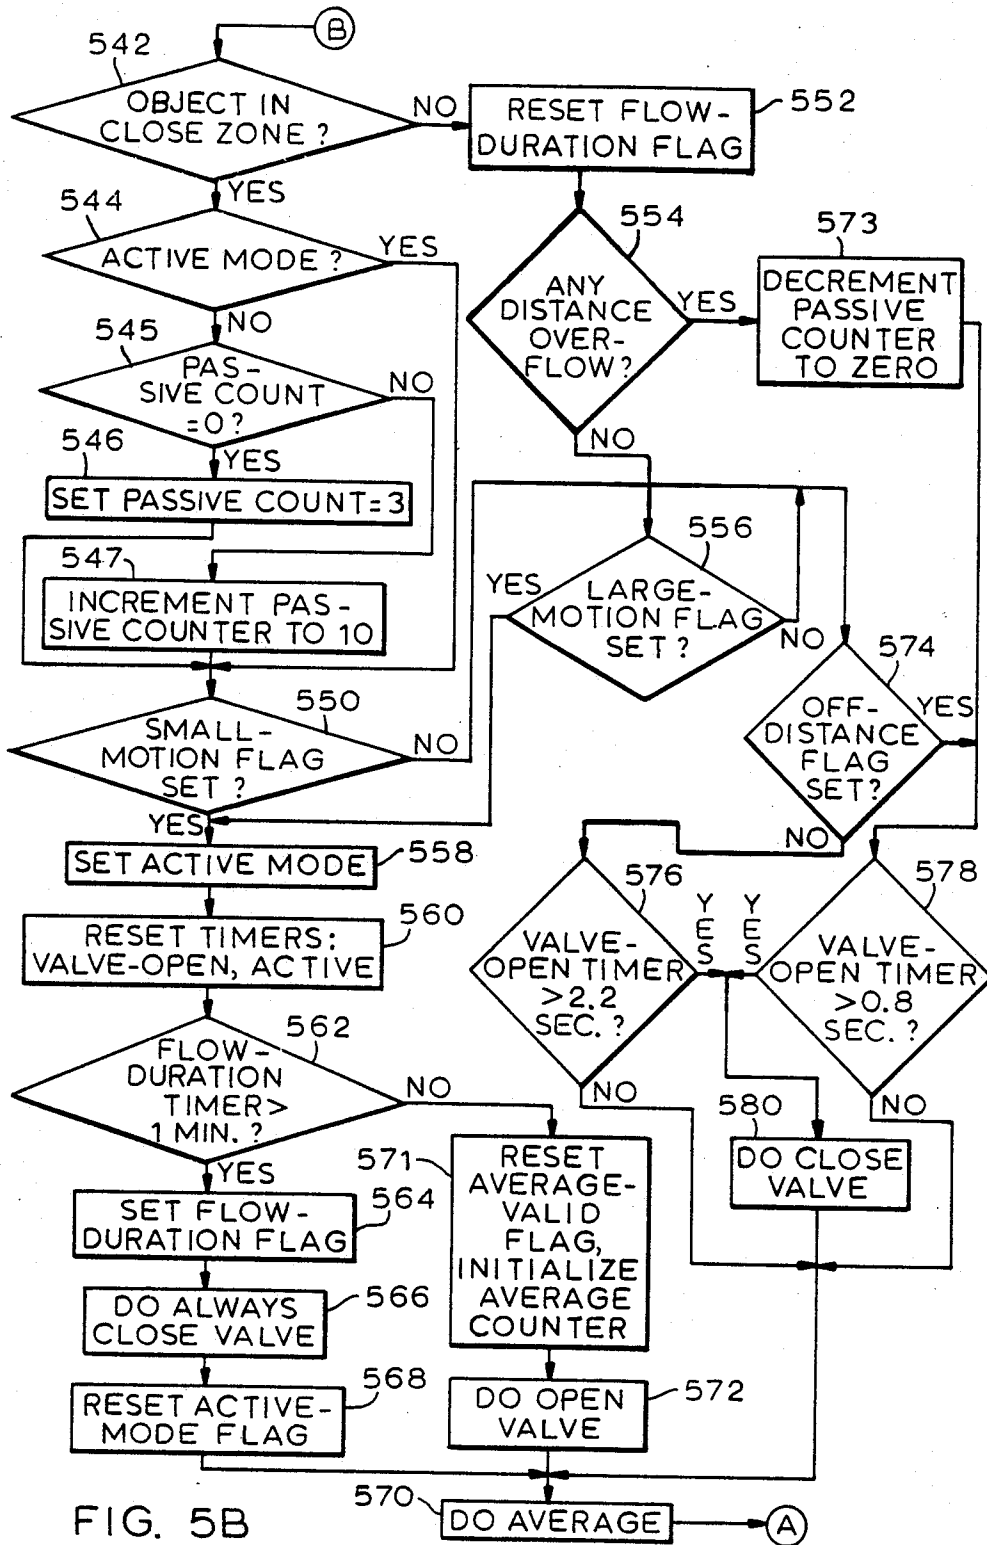 B
542
OBJECT IN
CLOSE ZONE ?
NO
RESET FLOW-
DURATION FLAG
552
YES
544
ACTIVE MODE ?
YES
NO
554
ANY
DISTANCE
OVER-
FLOW?
YES
NO
573
DECREMENT
PASSIVE
COUNTER
TO ZERO
545
PAS-
SIVE COUNT
=0?
NO
YES
546
SET PASSIVE COUNT=3
547
INCREMENT PAS-
SIVE COUNTER TO 10
556
YES
LARGE-
MOTION FLAG
SET ?
NO
574
OFF-
DISTANCE
FLAG
SET?
YES
NO
550
SMALL-
MOTION FLAG
SET ?
NO
YES
SET ACTIVE MODE
558
RESET TIMERS:
VALVE-OPEN, ACTIVE
560
576
VALVE-
OPEN TIMER
>2.2
SEC. ?
YES
NO
578
VALVE-
OPEN TIMER
>0.8
SEC. ?
YES
NO
562
FLOW-
DURATION
TIMER>
1 MIN. ?
NO
YES
580
DO CLOSE
VALVE
571
RESET
AVERAGE-
VALID
FLAG,
INITIALIZE
AVERAGE
COUNTER
SET FLOW-
DURATION FLAG
564
DO ALWAYS
CLOSE VALVE
566
RESET ACTIVE-
MODE FLAG
568
DO OPEN
VALVE
572
570
DO AVERAGE
A
FIG. 5B